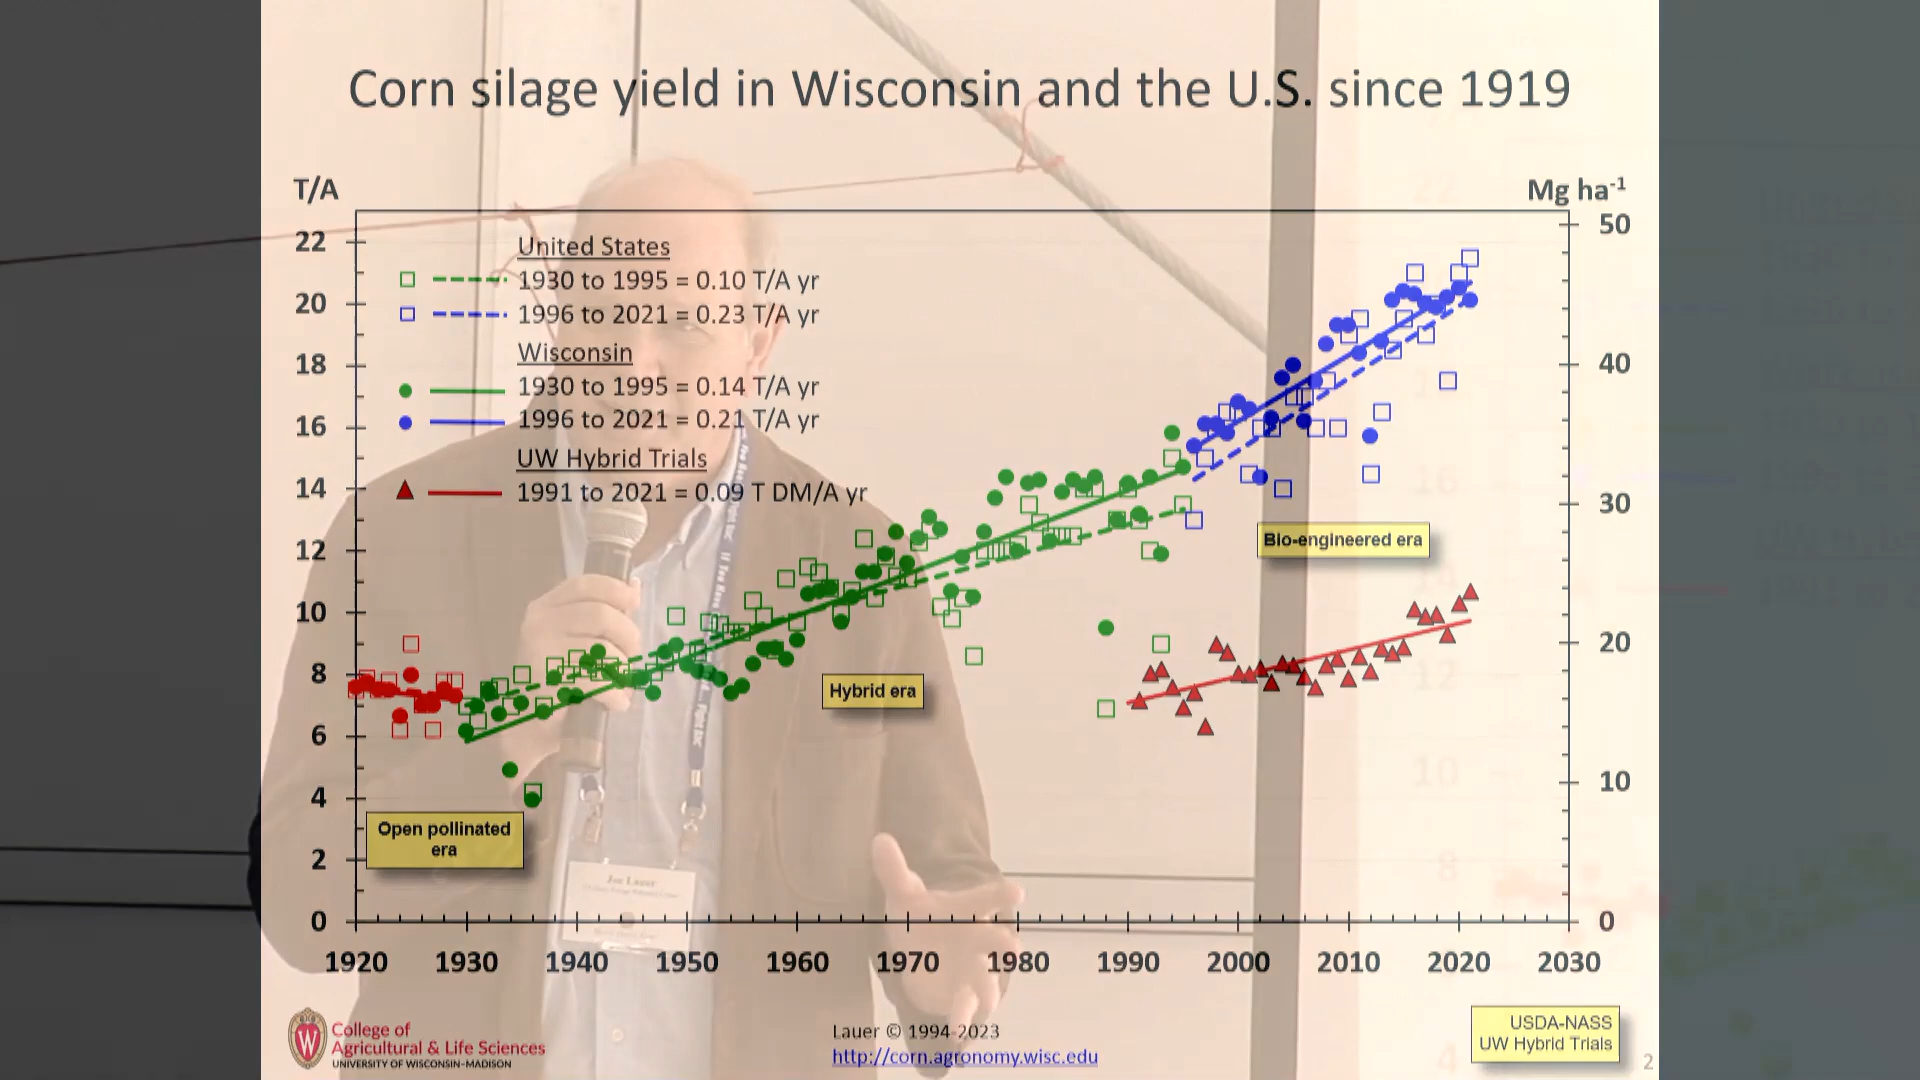 Corn silage yield in Wisconsin and the U.S. since 1919
T/A
Mg ha-1
22
20
18
16
14
12
10
8
6
4
2
0
50
40
30
20
10
0
United States
1930 to 1995 = 0.10 T/A yr
1996 to 2021 = 0.23 T/A yr
Wisconsin
1930 to 1995 = 0.14 T/A yr
1996 to 2021 = 0.21 T/A yr
UW Hybrid Trials
1991 to 2021 = 0.09 T DM/A yr
Bio-engineered era
Hybrid era
Open pollinated
era
1920 1930 1940 1950 1960 1970 1980 1990 2000 2010 2020 2030
Joe Lauer
W
College of
Agricultural & Life Sciences
UNIVERSITY OF WISCONSIN–MADISON
Lauer © 1994-2023
http://corn.agronomy.wisc.edu
USDA-NASS
UW Hybrid Trials
2